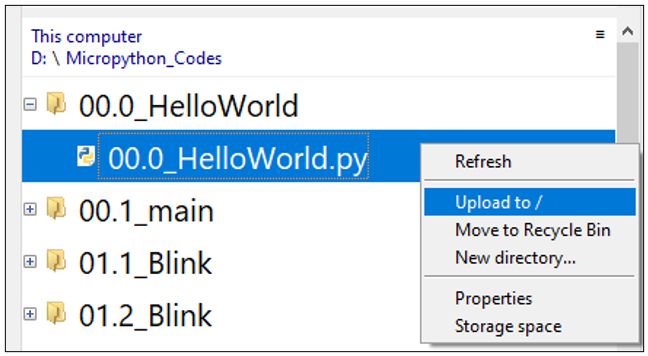 This computer
D: \ Micropython_Codes
00.0_HelloWorld
00.0_HelloWorld.py
00.1_main
01.1_Blink
01.2_Blink
Refresh
Upload to /
Move to Recycle Bin
New directory...
Properties
Storage space